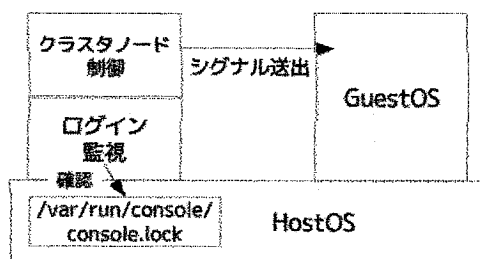 クラスタノード
制御
シグナル送出
GuestOS
ログイン
監視
確認
/var/run/console/
console.lock
HostOS